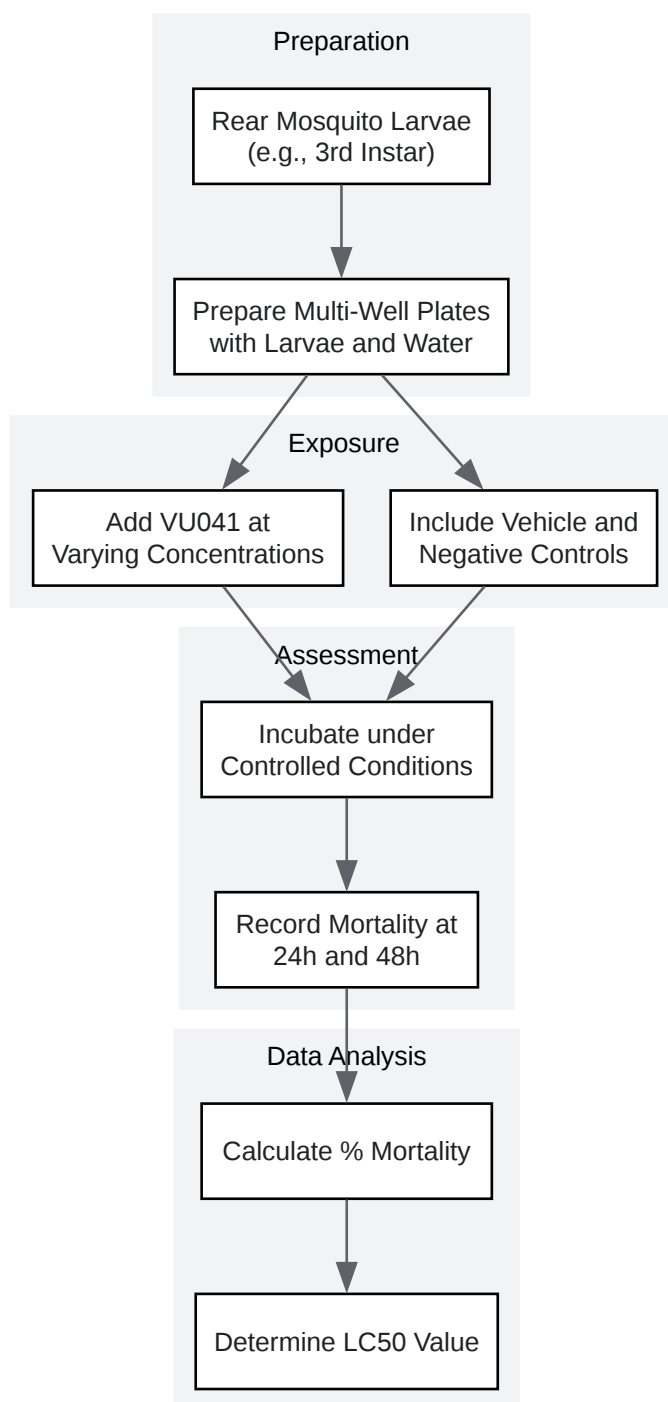 Preparation
Rear Mosquito Larvae
(e.g., 3rd Instar)
Prepare Multi-Well Plates
with Larvae and Water
Exposure
Add VU041 at
Varying Concentrations
Include Vehicle and
Negative Controls
Assessment
Incubate under
Controlled Conditions
Record Mortality at
24h and 48h
Data Analysis
Calculate % Mortality
Determine LC50 Value